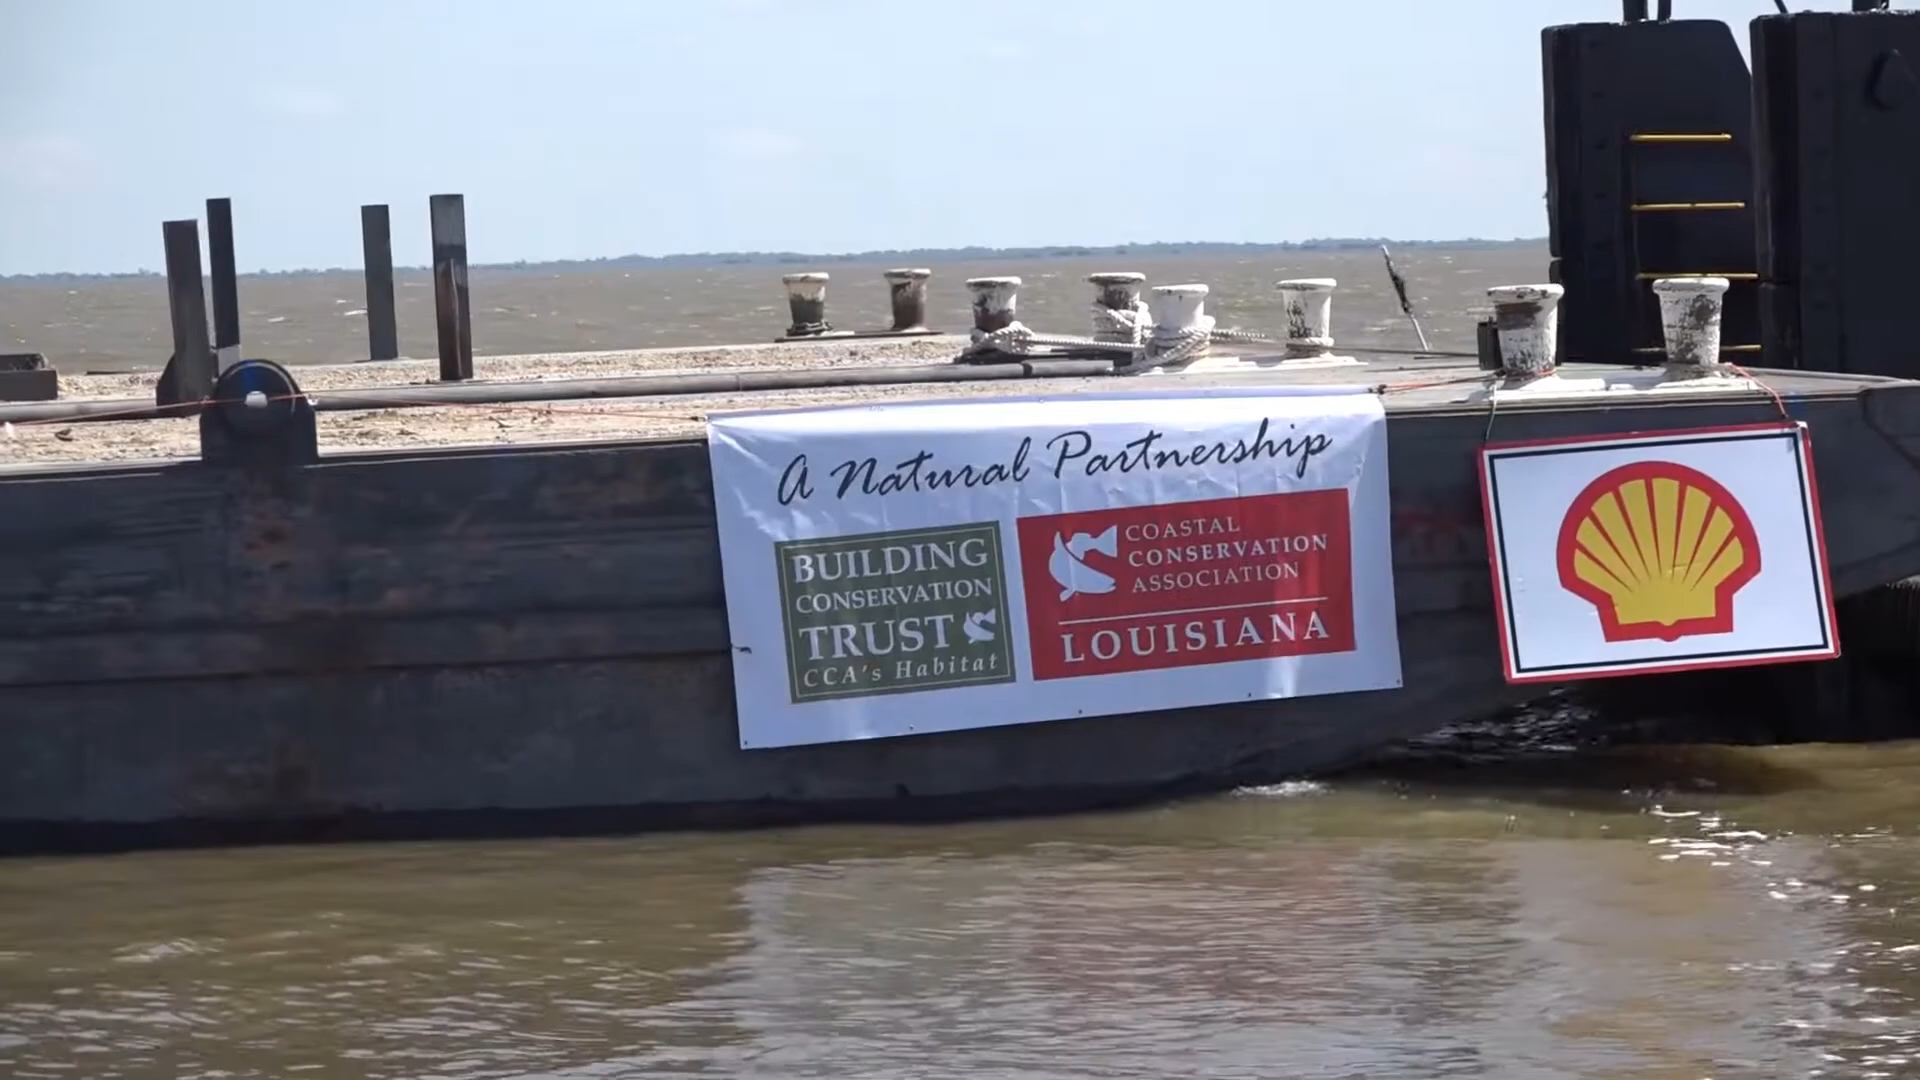 A Natural Partnership
BUILDING
CONSERVATION
TRUST
CCA's Habitat
COASTAL
CONSERVATION
ASSOCIATION
LOUISIANA